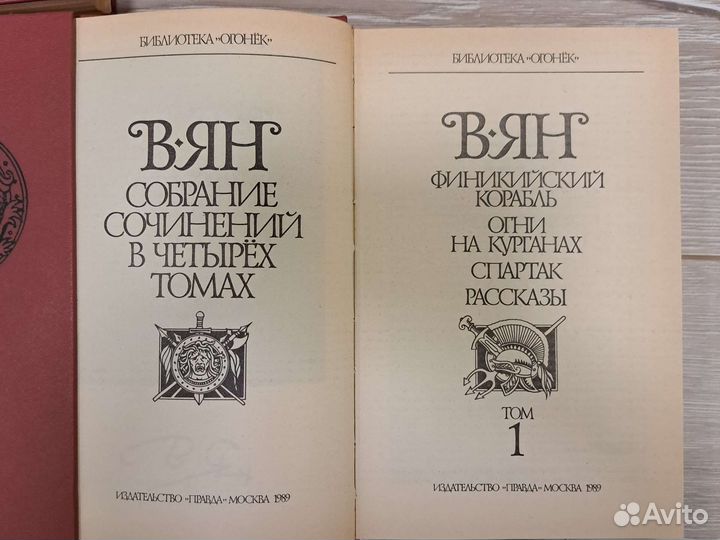 БИБЛИОТЕКА „ОГОНЁК"
В·ЯН
СОБРАНИЕ
СОЧИНЕНИЙ
В ЧЕТЫРЁХ
ТОМАХ
ИЗДАТЕЛЬСТВО «ПРАВДА» МОСКВА 1989
БИБЛИОТЕКА „ОГОНЁК"
В·ЯН
ФИНИКИЙСКИЙ
КОРАБЛЬ
ОГНИ
НА КУРГАНАХ
СПАРТАК
РАССКАЗЫ
ТОМ
1
ИЗДАТЕЛЬСТВО «ПРАВДА» МОСКВА 1989
Avito